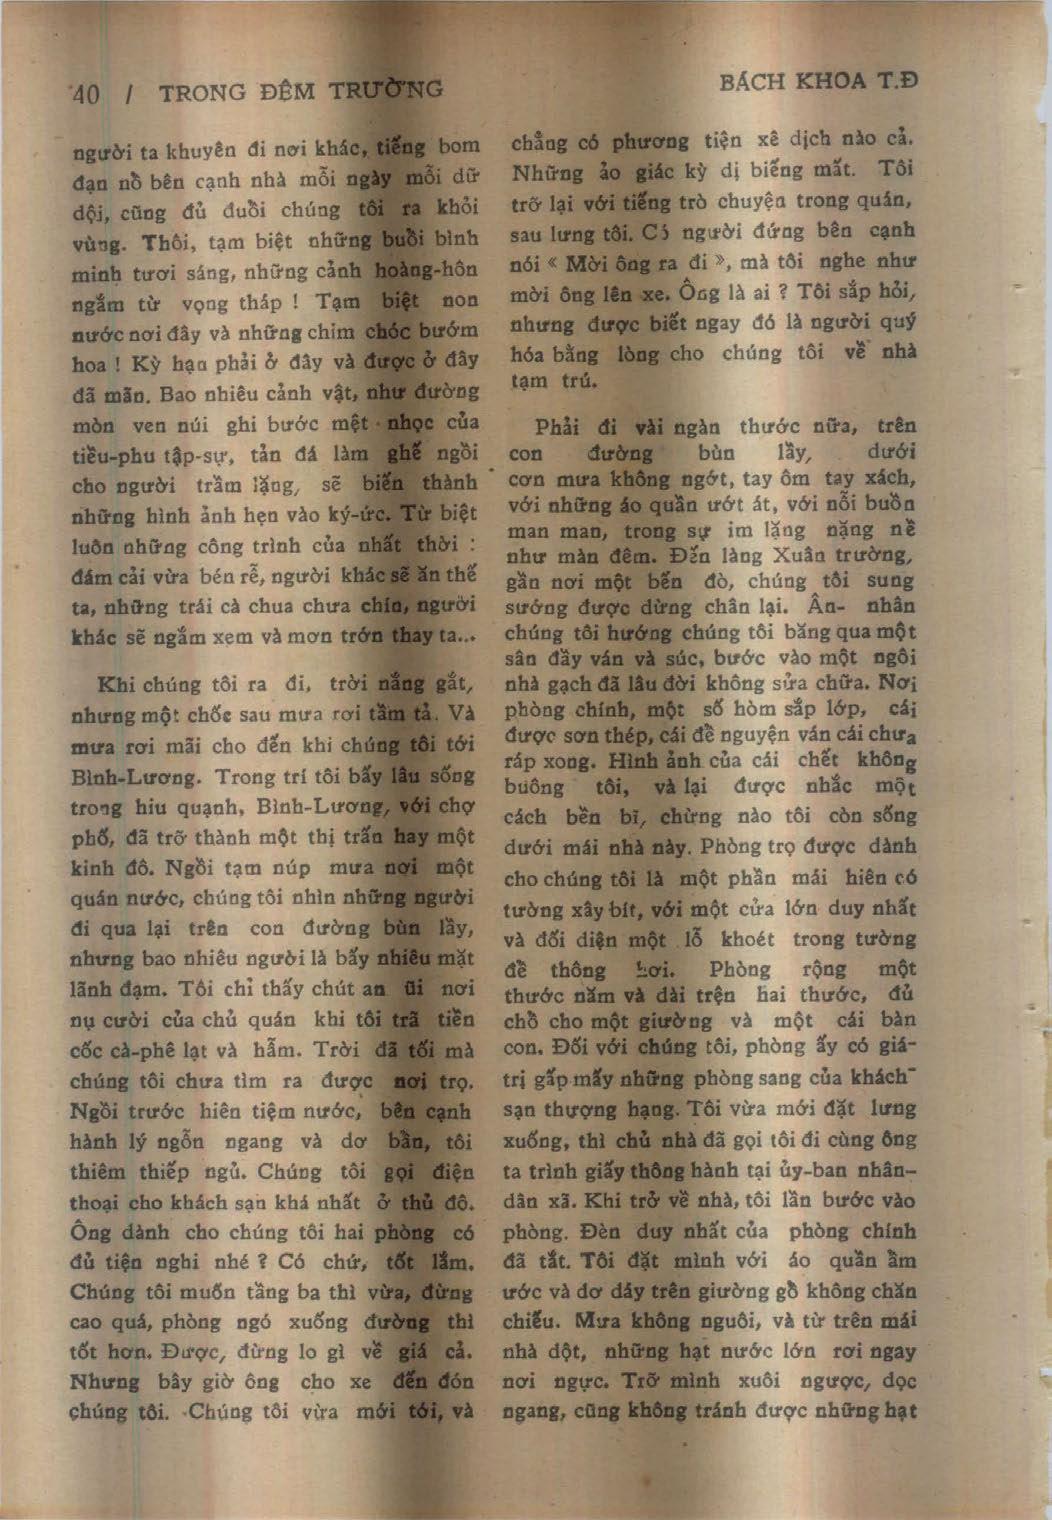 40 / TRONG ĐÊM TRƯỜNG
BÁCH KHOA T.Đ
người ta khuyên đi nơi khác, tiếng bom
đạn nổ bên cạnh nhà mỗi ngày mỗi dữ
dội, cũng đủ đuổi chúng tôi ra khỏi
vùng. Thôi, tạm biệt những buổi bình
minh tươi sáng, những cảnh hoàng-hôn
ngắm từ vọng tháp ! Tạm biệt non
nước nơi đây và những chim chóc bướm
hoa ! Kỳ hạn phải ở đây và được ở đây
đã mãn. Bao nhiêu cảnh vật, như đường
mòn ven núi ghi bước mệt nhọc của
tiều-phu tập-sự, tản đá làm ghế ngồi
cho người trầm lặng, sẽ biến thành
những hình ảnh hẹn vào ký-ức. Từ biệt
luôn những công trình của nhất thời :
đám cải vừa bén rễ, người khác sẽ ăn thế
ta, những trái cà chua chưa chín, người
khác sẽ ngắm xem và mơn trớn thay ta...
Khi chúng tôi ra đi, trời nắng gắt,
nhưng một chốc sau mưa rơi tầm tả. Và
mưa rơi mãi cho đến khi chúng tôi tới
Bình-Lương. Trong trí tôi bấy lâu sống
trong hiu quạnh, Bình-Lương, với chợ
phố, đã trở thành một thị trấn hay một
kinh đô. Ngồi tạm núp mưa nơi một
quán nước, chúng tôi nhìn những người
đi qua lại trên con đường bùn lầy,
nhưng bao nhiêu người là bấy nhiêu mặt
lãnh đạm. Tôi chỉ thấy chút an ủi nơi
nụ cười của chủ quán khi tôi trã tiền
cốc cà-phê lạt và hẫm. Trời đã tối mà
chúng tôi chưa tìm ra được nơi trọ.
Ngồi trước hiên tiệm nước, bên cạnh
hành lý ngổn ngang và dơ bẩn, tôi
thiêm thiếp ngủ. Chúng tôi gọi điện
thoại cho khách sạn khá nhất ở thủ đô.
Ông dành cho chúng tôi hai phòng có
đủ tiện nghi nhé ? Có chứ, tốt lắm.
Chúng tôi muốn tầng ba thì vừa, đừng
cao quá, phòng ngó xuống đường thì
tốt hơn. Được, đừng lo gì về giá cả.
Nhưng bây giờ ông cho xe đến đón
chúng tôi. Chúng tôi vừa mới tới, và
chẳng có phương tiện xê dịch nào cả.
Những ảo giác kỳ dị biếng mất. Tôi
trở lại với tiếng trò chuyện trong quán,
sau lưng tôi. Có người đứng bên cạnh
nói « Mời ông ra đi », mà tôi nghe như
mời ông lên xe. Ông là ai ? Tôi sắp hỏi,
nhưng được biết ngay đó là người quý
hóa bằng lòng cho chúng tôi về nhà
tạm trú.
Phải đi vài ngàn thước nữa, trên
con đường bùn lầy, dưới
cơn mưa không ngớt, tay ôm tay xách,
với những áo quần ướt át, với nỗi buồn
man man, trong sự im lặng nặng nề
như màn đêm. Đến làng Xuân trường,
gần nơi một bến đò, chúng tôi sung
sướng được dừng chân lại. Ân- nhân
chúng tôi hướng chúng tôi băng qua một
sân đầy ván và súc, bước vào một ngôi
nhà gạch đã lâu đời không sửa chữa. Nơi
phòng chính, một số hòm sắp lớp, cái
được sơn thép, cái để nguyện ván cái chưa
ráp xong. Hình ảnh của cái chết không
buông tôi, và lại được nhắc một
cách bền bĩ, chừng nào tôi còn sống
dưới mái nhà này. Phòng trọ được dành
cho chúng tôi là một phần mái hiên có
tường xây bít, với một cửa lớn duy nhất
và đối diện một lỗ khoét trong tường
để thông hơi. Phòng rộng một
thước năm và dài trện hai thước, đủ
chỗ cho một giường và một cái bàn
con. Đối với chúng tôi, phòng ấy có giá-
trị gấp mấy những phòng sang của khách-
sạn thượng hạng. Tôi vừa mới đặt lưng
xuống, thì chủ nhà đã gọi tôi đi cùng ông
ta trình giấy thông hành tại ủy-ban nhân-
dân xã. Khi trở về nhà, tôi lần bước vào
phòng. Đèn duy nhất của phòng chính
đã tắt. Tôi đặt mình với áo quần ẩm
ước và dơ dáy trên giường gỗ không chăn
chiếu. Mưa không nguôi, và từ trên mái
nhà dột, những hạt nước lớn rơi ngay
nơi ngực. Trở mình xuôi ngược, dọc
ngang, cũng không tránh được những hạt